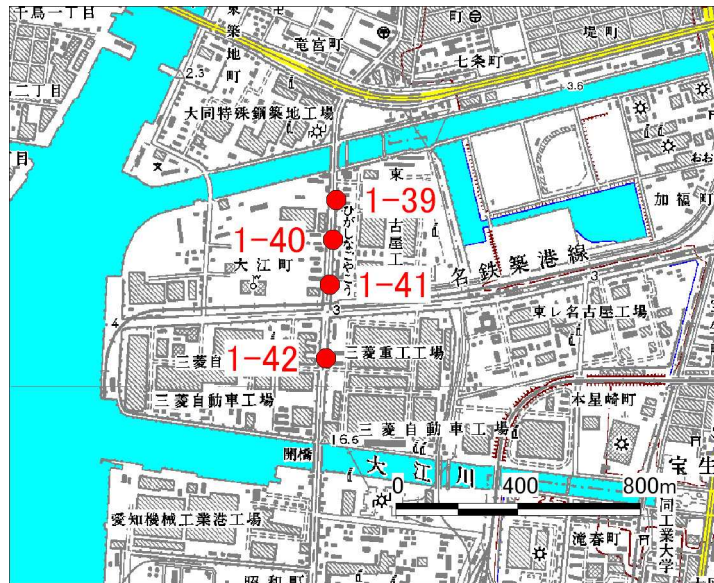 千鳥一丁目
東築地町
竜宮町
町
堤町
七条町
2.3
3.6
二丁目
大同特殊鋼築地工場
東
1-39
ひがしなごやこう
加福町
1-40
古屋工
大江町
名鉄築港線
1-41
3
3
4
東レ名古屋工場
三菱自
1-42
三菱重工工場
三菱自動車工場
三菱自動車工場
本星崎町
6.5
開橋
大江川
宝生
0 400 800m
愛知機械工業港工場
滝春町
同工業大学
昭和町